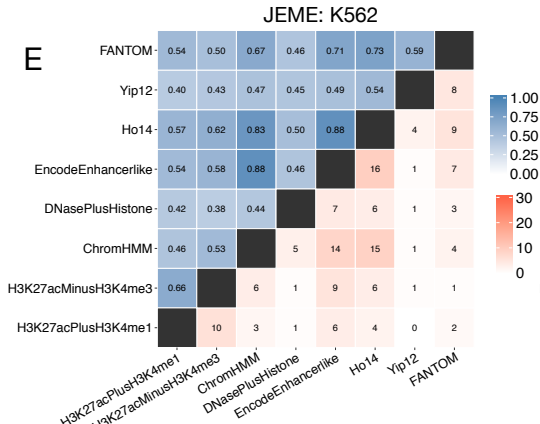 JEME: K562
E
FANTOM 0.54 0.50 0.67 0.46 0.71 0.73 0.59
Yip12 0.40 0.43 0.47 0.45 0.49 0.54 8
Ho14 0.57 0.62 0.83 0.50 0.88 4 9
EncodeEnhancerlike 0.54 0.58 0.88 0.46 16 1 7
DNasePlusHistone 0.42 0.38 0.44 7 6 1 3
ChromHMM 0.46 0.53 5 14 15 1 4
H3K27acMinusH3K4me3 0.66 6 1 9 6 1 1
H3K27acPlusH3K4me1 10 3 1 6 4 0 2
H3K27acPlusH3K4me1
H3K27acMinusH3K4me3
ChromHMM
DNasePlusHistone
EncodeEnhancerlike
Ho14
Yip12
FANTOM
1.00
0.75
0.50
0.25
0.00
30
20
10
0